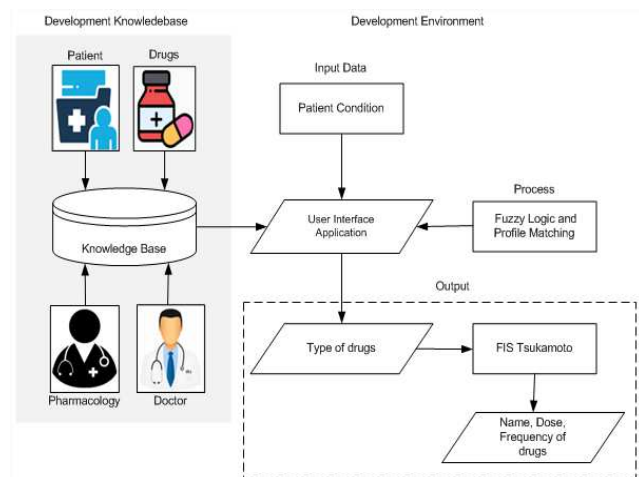 Development Knowledebase
Development Environment
Patient
Drugs
Input Data
Patient Condition
Knowledge Base
User Interface
Application
Process
Fuzzy Logic and
Profile Matching
Pharmacology
Doctor
Output
Type of drugs
FIS Tsukamoto
Name, Dose,
Frequency of
drugs